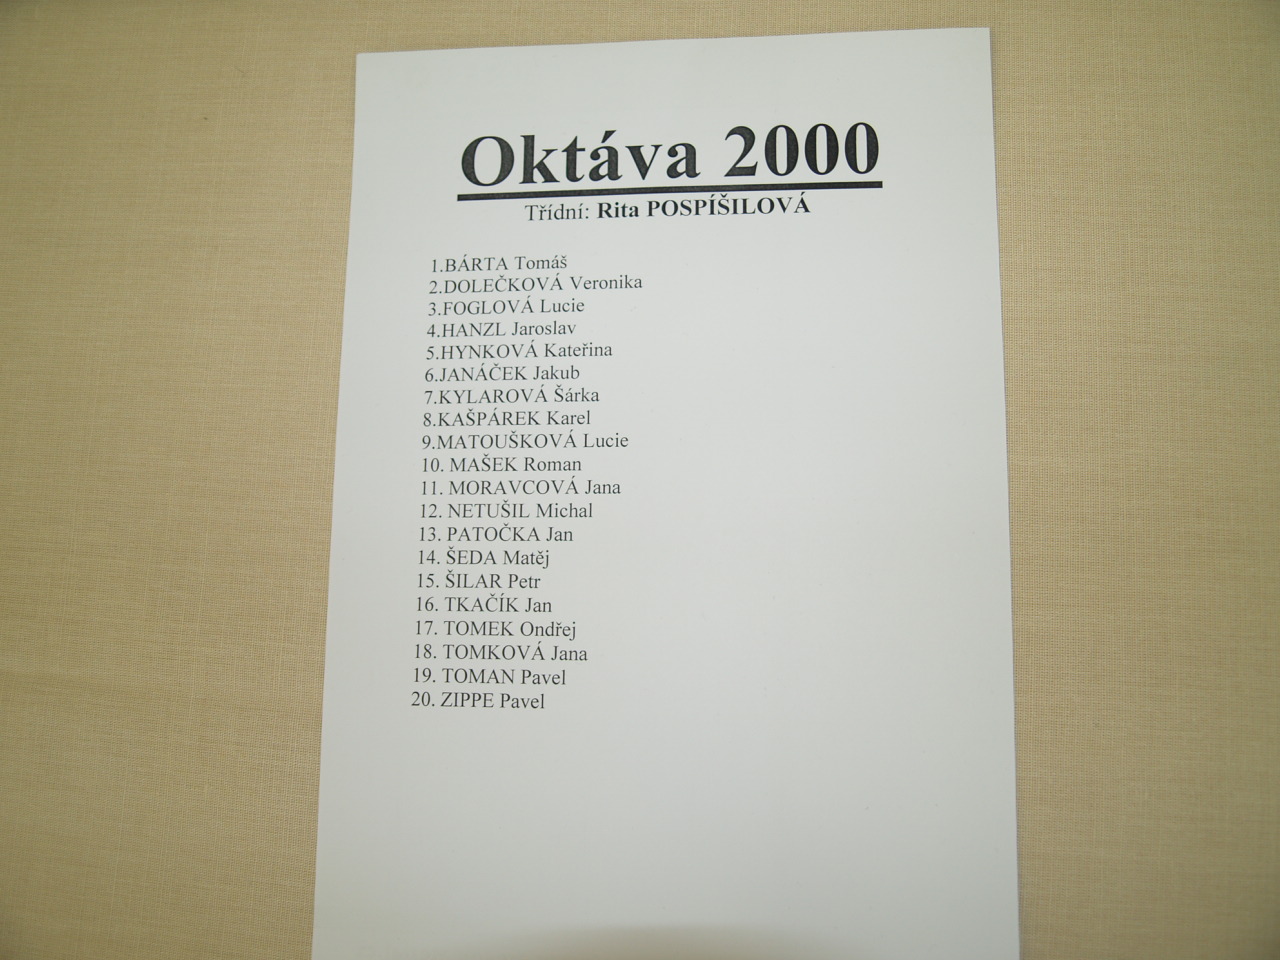 Oktáva 2000
Třídní: Rita POSPÍŠILOVÁ
1.BÁRTA Tomáš
2.DOLEČKOVÁ Veronika
3.FOGLOVÁ Lucie
4.HANZL Jaroslav
5.HYNKOVÁ Kateřina
6.JANÁČEK Jakub
7.KYLAROVÁ Šárka
8.KAŠPÁREK Karel
9.MATOUŠKOVÁ Lucie
10. MAŠEK Roman
11. MORAVCOVÁ Jana
12. NETUŠIL Michal
13. PATOČKA Jan
14. ŠEDA Matěj
15. ŠILAR Petr
16. TKAČÍK Jan
17. TOMEK Ondřej
18. TOMKOVÁ Jana
19. TOMAN Pavel
20. ZIPPE Pavel